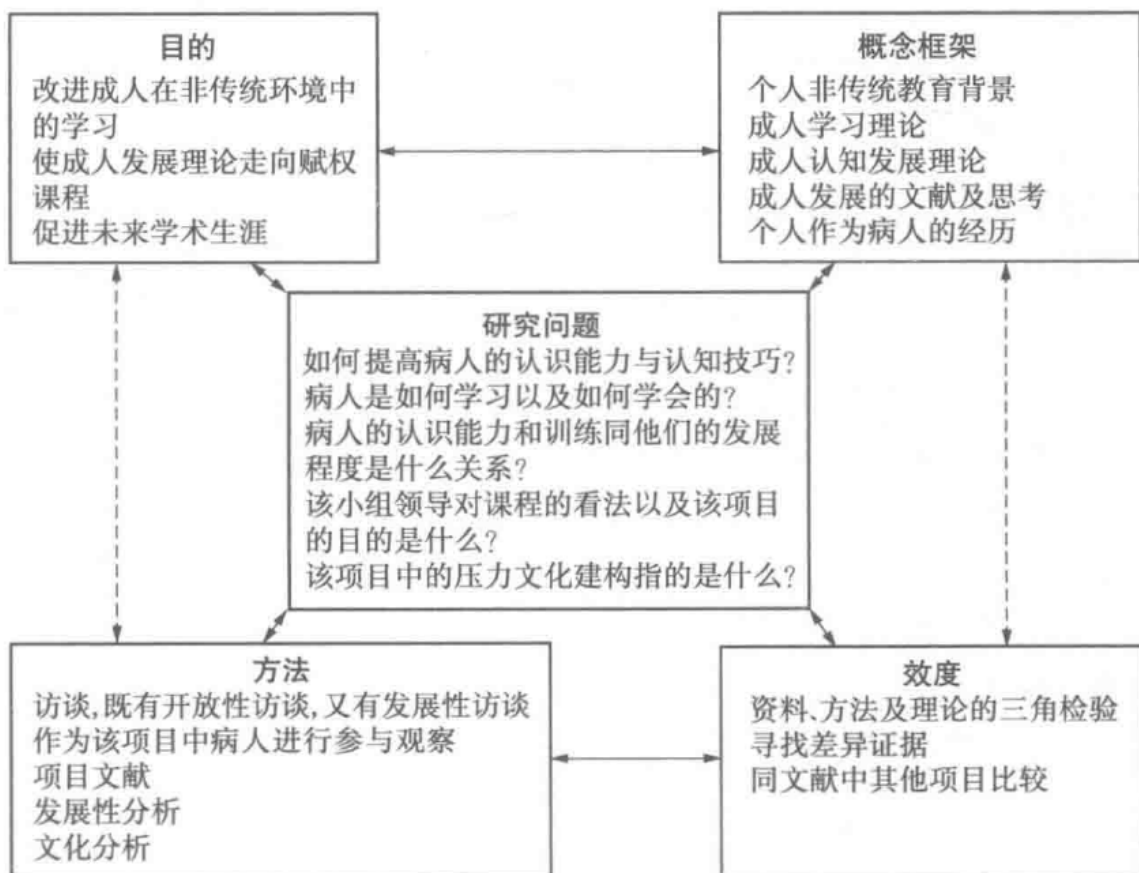 目的
改进成人在非传统环境中
的学习
使成人发展理论走向赋权
课程
促进未来学术生涯
概念框架
个人非传统教育背景
成人学习理论
成人认知发展理论
成人发展的文献及思考
个人作为病人的经历
研究问题
如何提高病人的认识能力与认知技巧?
病人是如何学习以及如何学会的?
病人的认识能力和训练同他们的发展
程度是什么关系?
该小组领导对课程的看法以及该项目
的目的是什么?
该项目中的压力文化建构指的是什么?
方法
访谈,既有开放性访谈,又有发展性访谈
作为该项目中病人进行参与观察
项目文献
发展性分析
文化分析
效度
资料、方法及理论的三角检验
寻找差异证据
同文献中其他项目比较